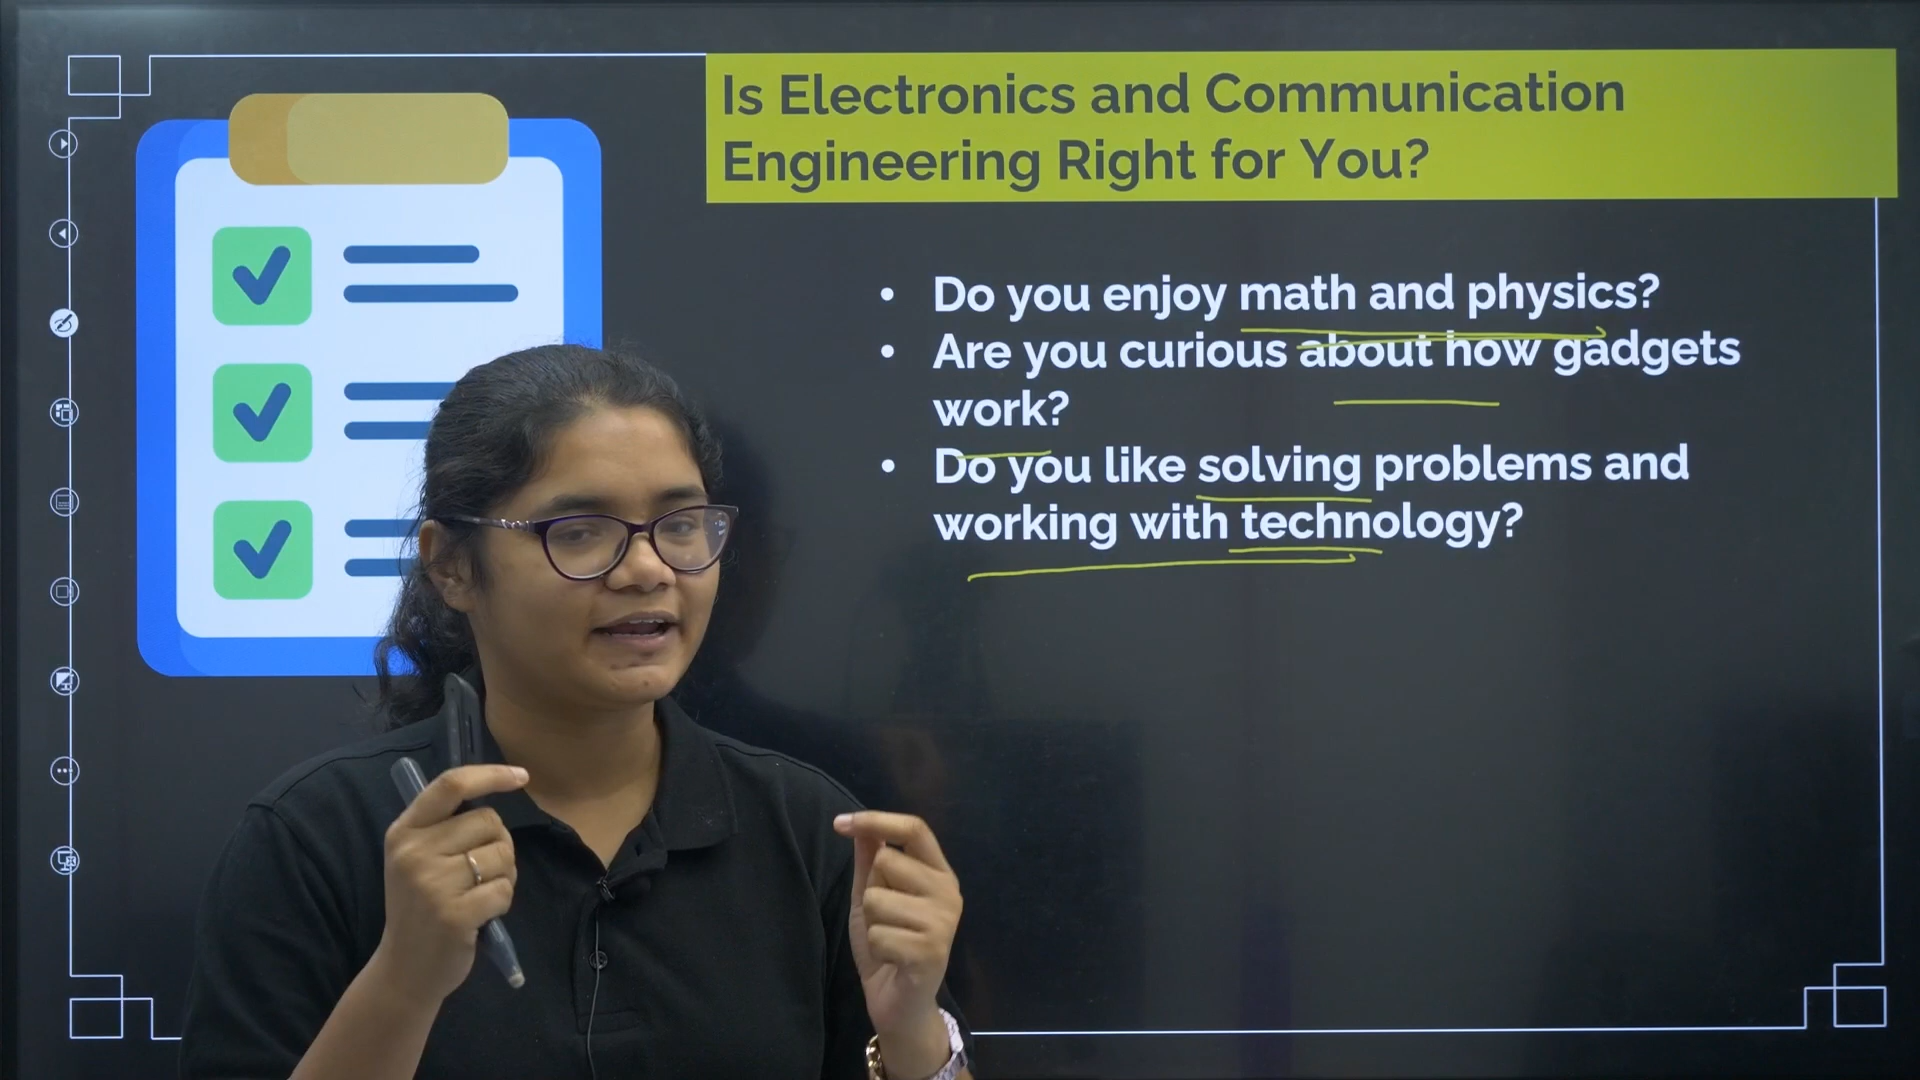 Is Electronics and Communication
Engineering Right for You?
• Do you enjoy math and physics?
• Are you curious about how gadgets
work?
• Do you like solving problems and
working with technology?